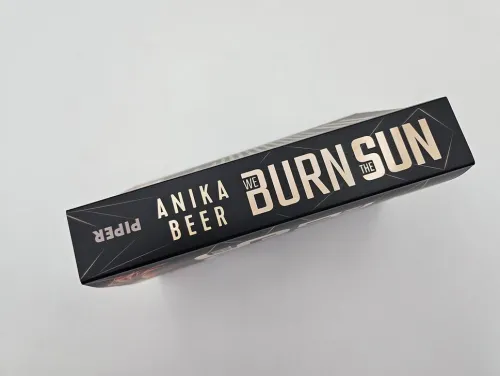 PIPER
ANIKA
BEER
WE BURN THE SUN